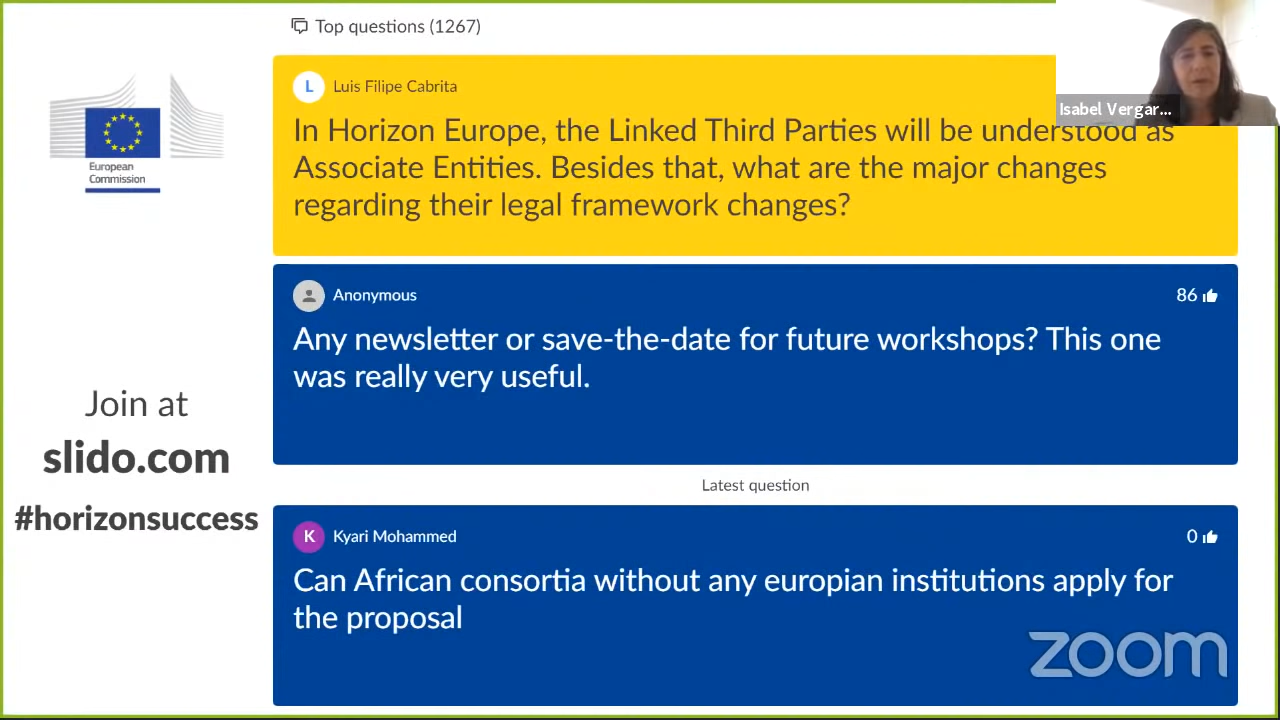 Top questions (1267)
L
Luis Filipe Cabrita
In Horizon Europe, the Linked Third Parties will be understood as
Associate Entities. Besides that, what are the major changes
regarding their legal framework changes?
Isabel Vergar...
European
Commission
Anonymous
86
Any newsletter or save-the-date for future workshops? This one
was really very useful.
Join at
slido.com
#horizonsuccess
Latest question
K
Kyari Mohammed
0
Can African consortia without any europian institutions apply for
the proposal
zoom